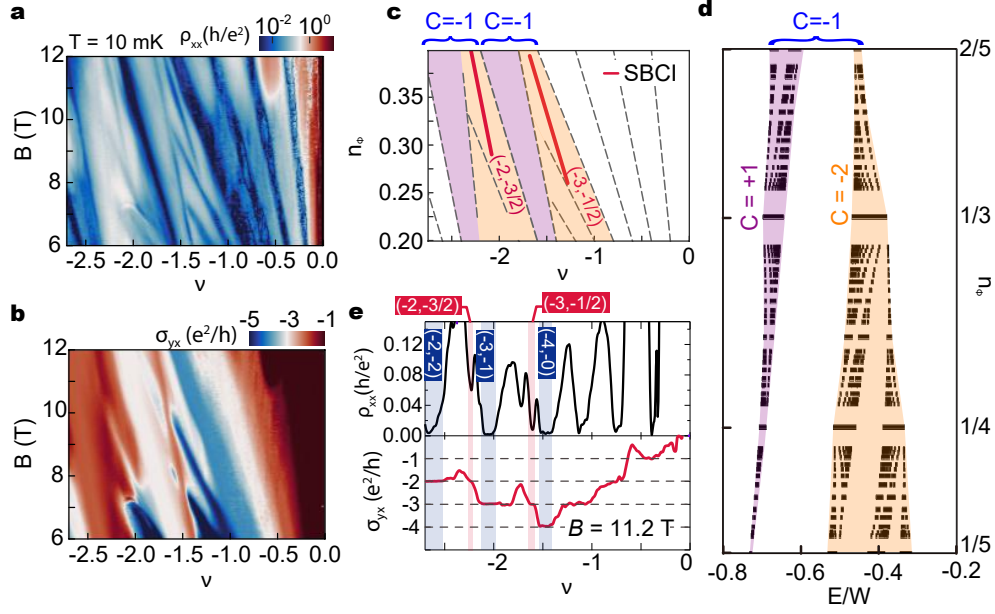 a
T = 10 mK
ρxx(h/e²)
10⁻² 10⁰
12
10
8
6
B (T)
-2.5 -2.0 -1.5 -1.0 -0.5 0.0
ν
b
σyx (e²/h)
-5 -3 -1
12
10
8
6
B (T)
-2.5 -2.0 -1.5 -1.0 -0.5 0.0
ν
c
C=-1 C=-1
SBCI
0.35
0.30
0.25
0.20
nΦ
(-2,-3/2)
(-3,-1/2)
-2 -1 0
ν
e
(-2,-3/2)
(-3,-1/2)
(-2,-2)
(-3,-1)
(-4,-0)
0.12
0.08
0.04
0.00
ρxx(h/e²)
-1
-2
-3
-4
σyx (e²/h)
B = 11.2 T
-2 -1 0
ν
d
C=-1
C = +1
C = -2
2/5
1/3
1/4
1/5
nΦ
-0.8 -0.6 -0.4 -0.2
E/W